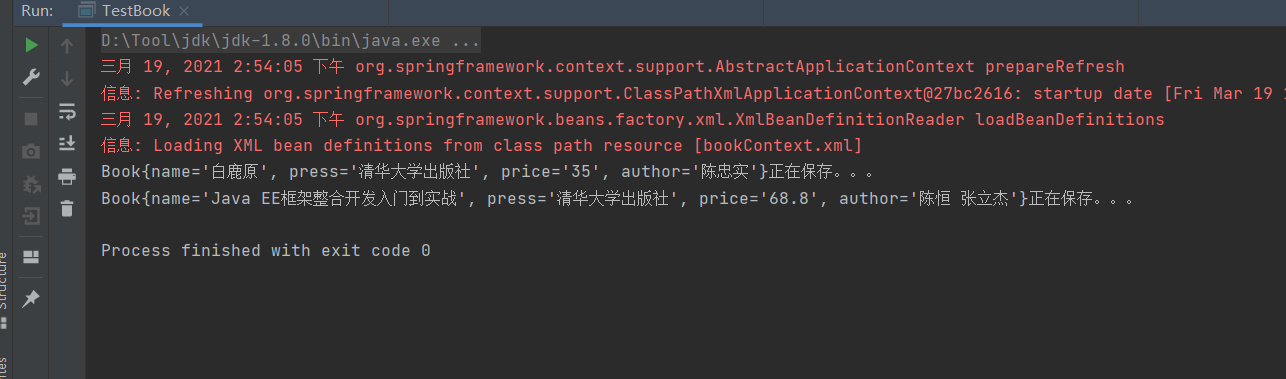 Run: TestBook
D:\Tool\jdk\jdk-1.8.0\bin\java.exe ...
三月 19, 2021 2:54:05 下午 org.springframework.context.support.AbstractApplicationContext prepareRefresh
信息: Refreshing org.springframework.context.support.ClassPathXmlApplicationContext@27bc2616: startup date [Fri Mar 19
三月 19, 2021 2:54:05 下午 org.springframework.beans.factory.xml.XmlBeanDefinitionReader loadBeanDefinitions
信息: Loading XML bean definitions from class path resource [bookContext.xml]
Book{name='白鹿原', press='清华大学出版社', price='35', author='陈忠实'}正在保存。。。
Book{name='Java EE框架整合开发入门到实战', press='清华大学出版社', price='68.8', author='陈恒 张立杰'}正在保存。。。
Process finished with exit code 0
Structure